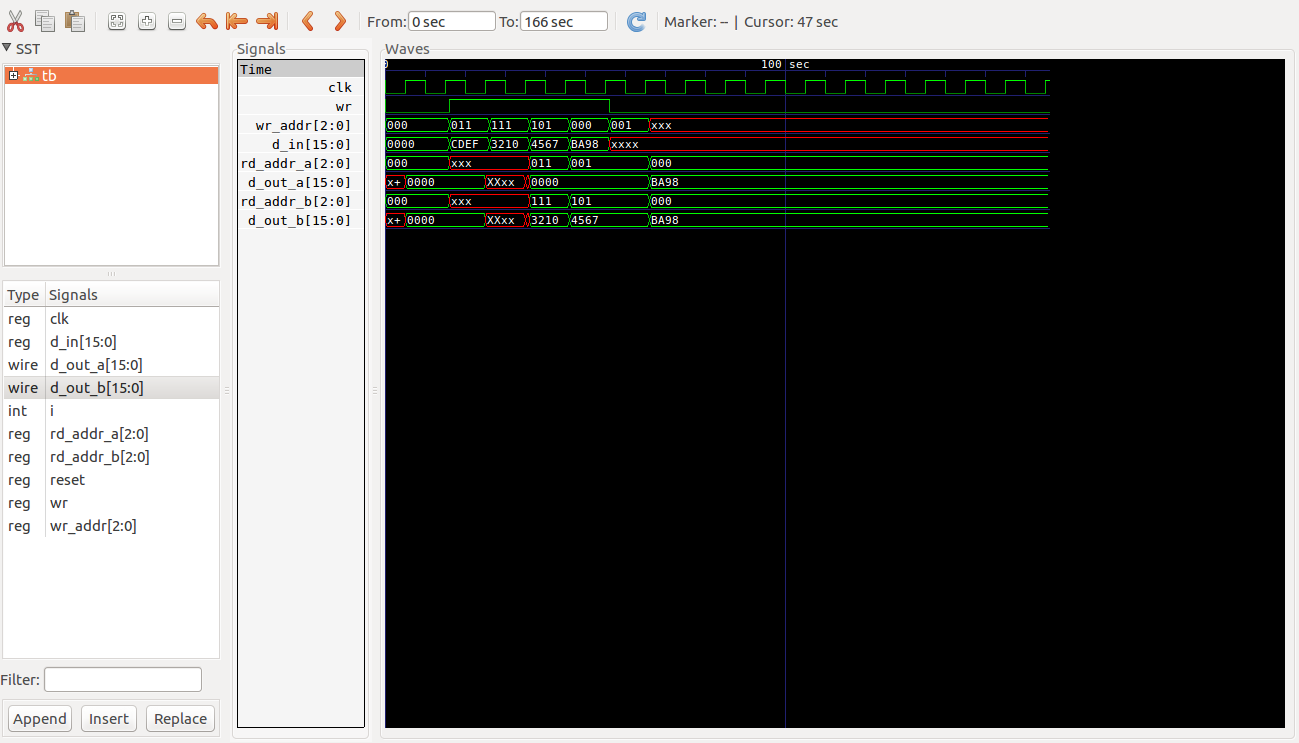 From: 0 sec To: 166 sec Marker: -- | Cursor: 47 sec
SST
tb
Type Signals
reg clk
reg d_in[15:0]
wire d_out_a[15:0]
wire d_out_b[15:0]
int i
reg rd_addr_a[2:0]
reg rd_addr_b[2:0]
reg reset
reg wr
reg wr_addr[2:0]
Filter:
Append Insert Replace
Signals
Time
clk
wr
wr_addr[2:0]
d_in[15:0]
rd_addr_a[2:0]
d_out_a[15:0]
rd_addr_b[2:0]
d_out_b[15:0]
Waves
0 100 sec
000 011 111 101 000 001 xxx
0000 CDEF 3210 4567 BA98 xxxx
000 xxx 011 001 000
x+ 0000 XXxx 0000 BA98
000 xxx 111 101 000
x+ 0000 XXxx 3210 4567 BA98